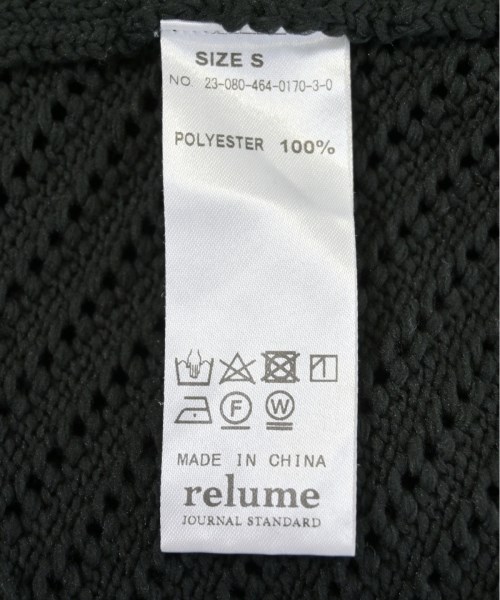 SIZE S
NO. 23-080-464-0170-3-0
POLYESTER 100%
F W
MADE IN CHINA
relume
JOURNAL STANDARD